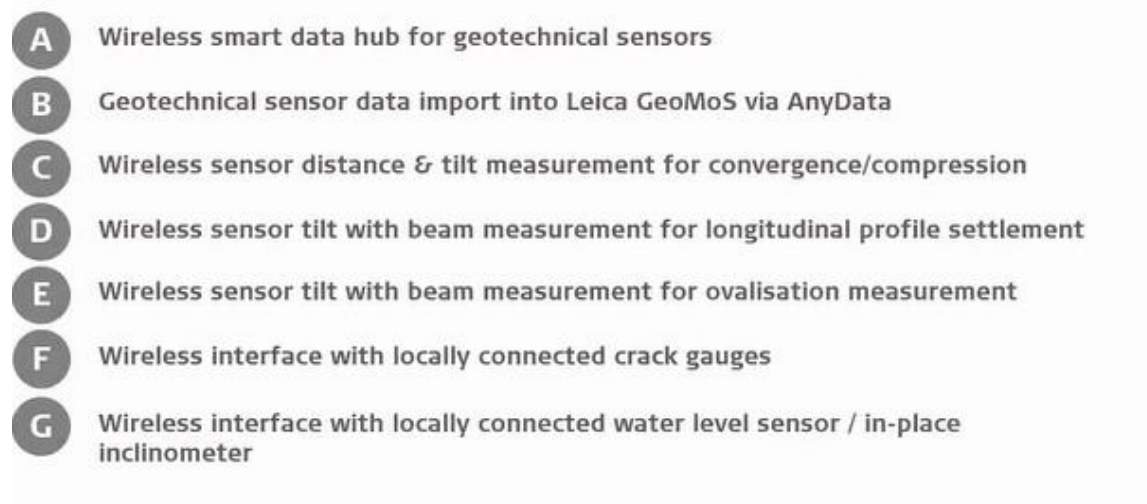 A Wireless smart data hub for geotechnical sensors
B Geotechnical sensor data import into Leica GeoMoS via AnyData
C Wireless sensor distance & tilt measurement for convergence/compression
D Wireless sensor tilt with beam measurement for longitudinal profile settlement
E Wireless sensor tilt with beam measurement for ovalisation measurement
F Wireless interface with locally connected crack gauges
G Wireless interface with locally connected water level sensor / in-place
inclinometer